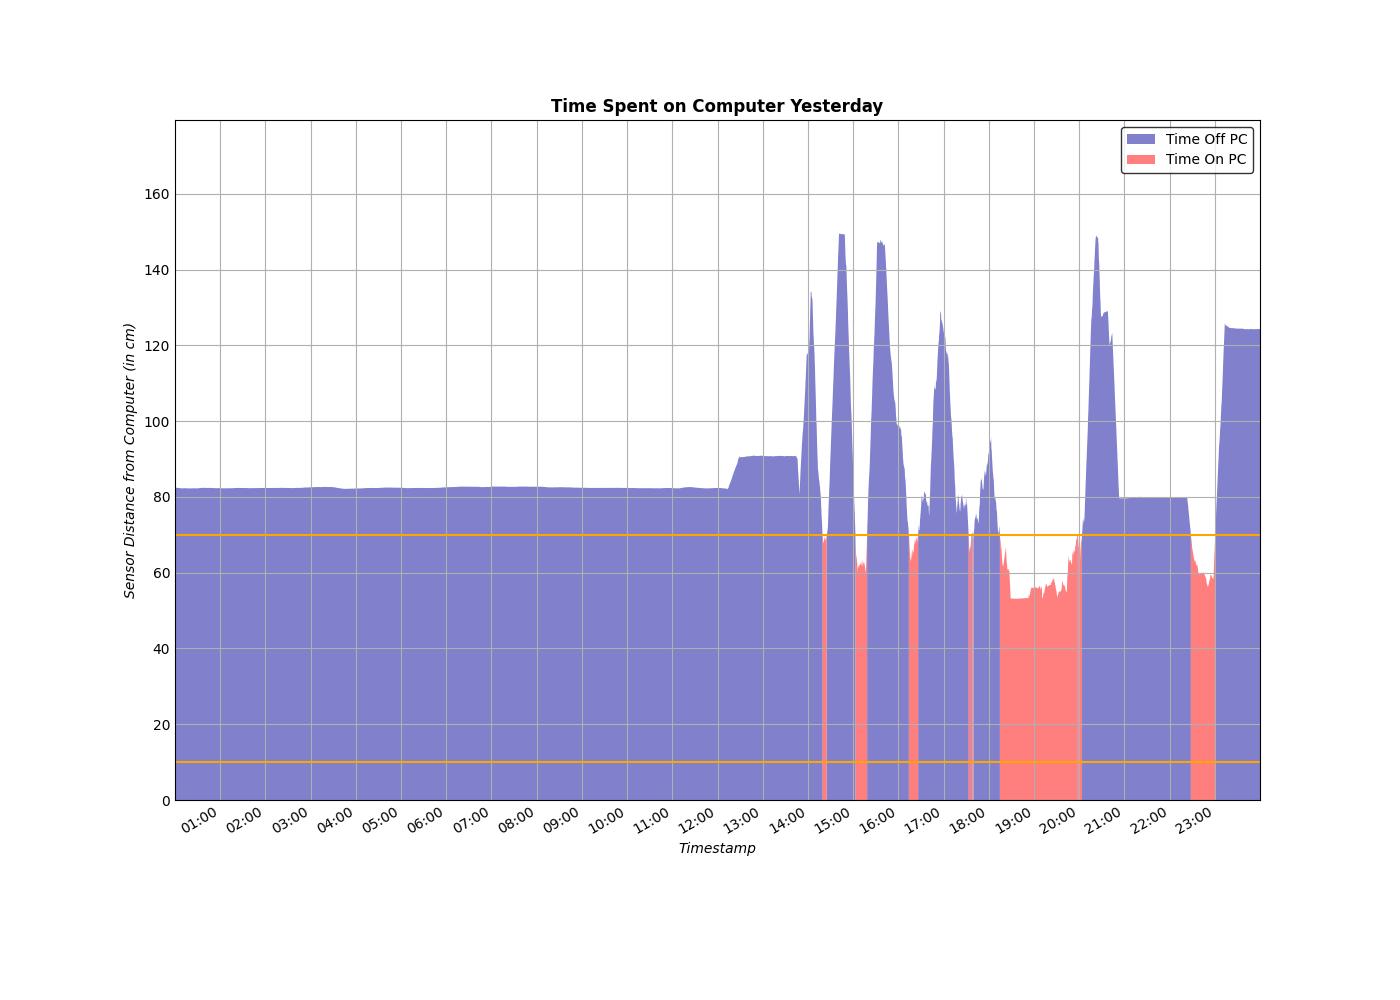 Time Spent on Computer Yesterday
Time Off PC
Time On PC
Sensor Distance from Computer (in cm)
160
140
120
100
80
60
40
20
0
01:00 02:00 03:00 04:00 05:00 06:00 07:00 08:00 09:00 10:00 11:00 12:00 13:00 14:00 15:00 16:00 17:00 18:00 19:00 20:00 21:00 22:00 23:00
Timestamp